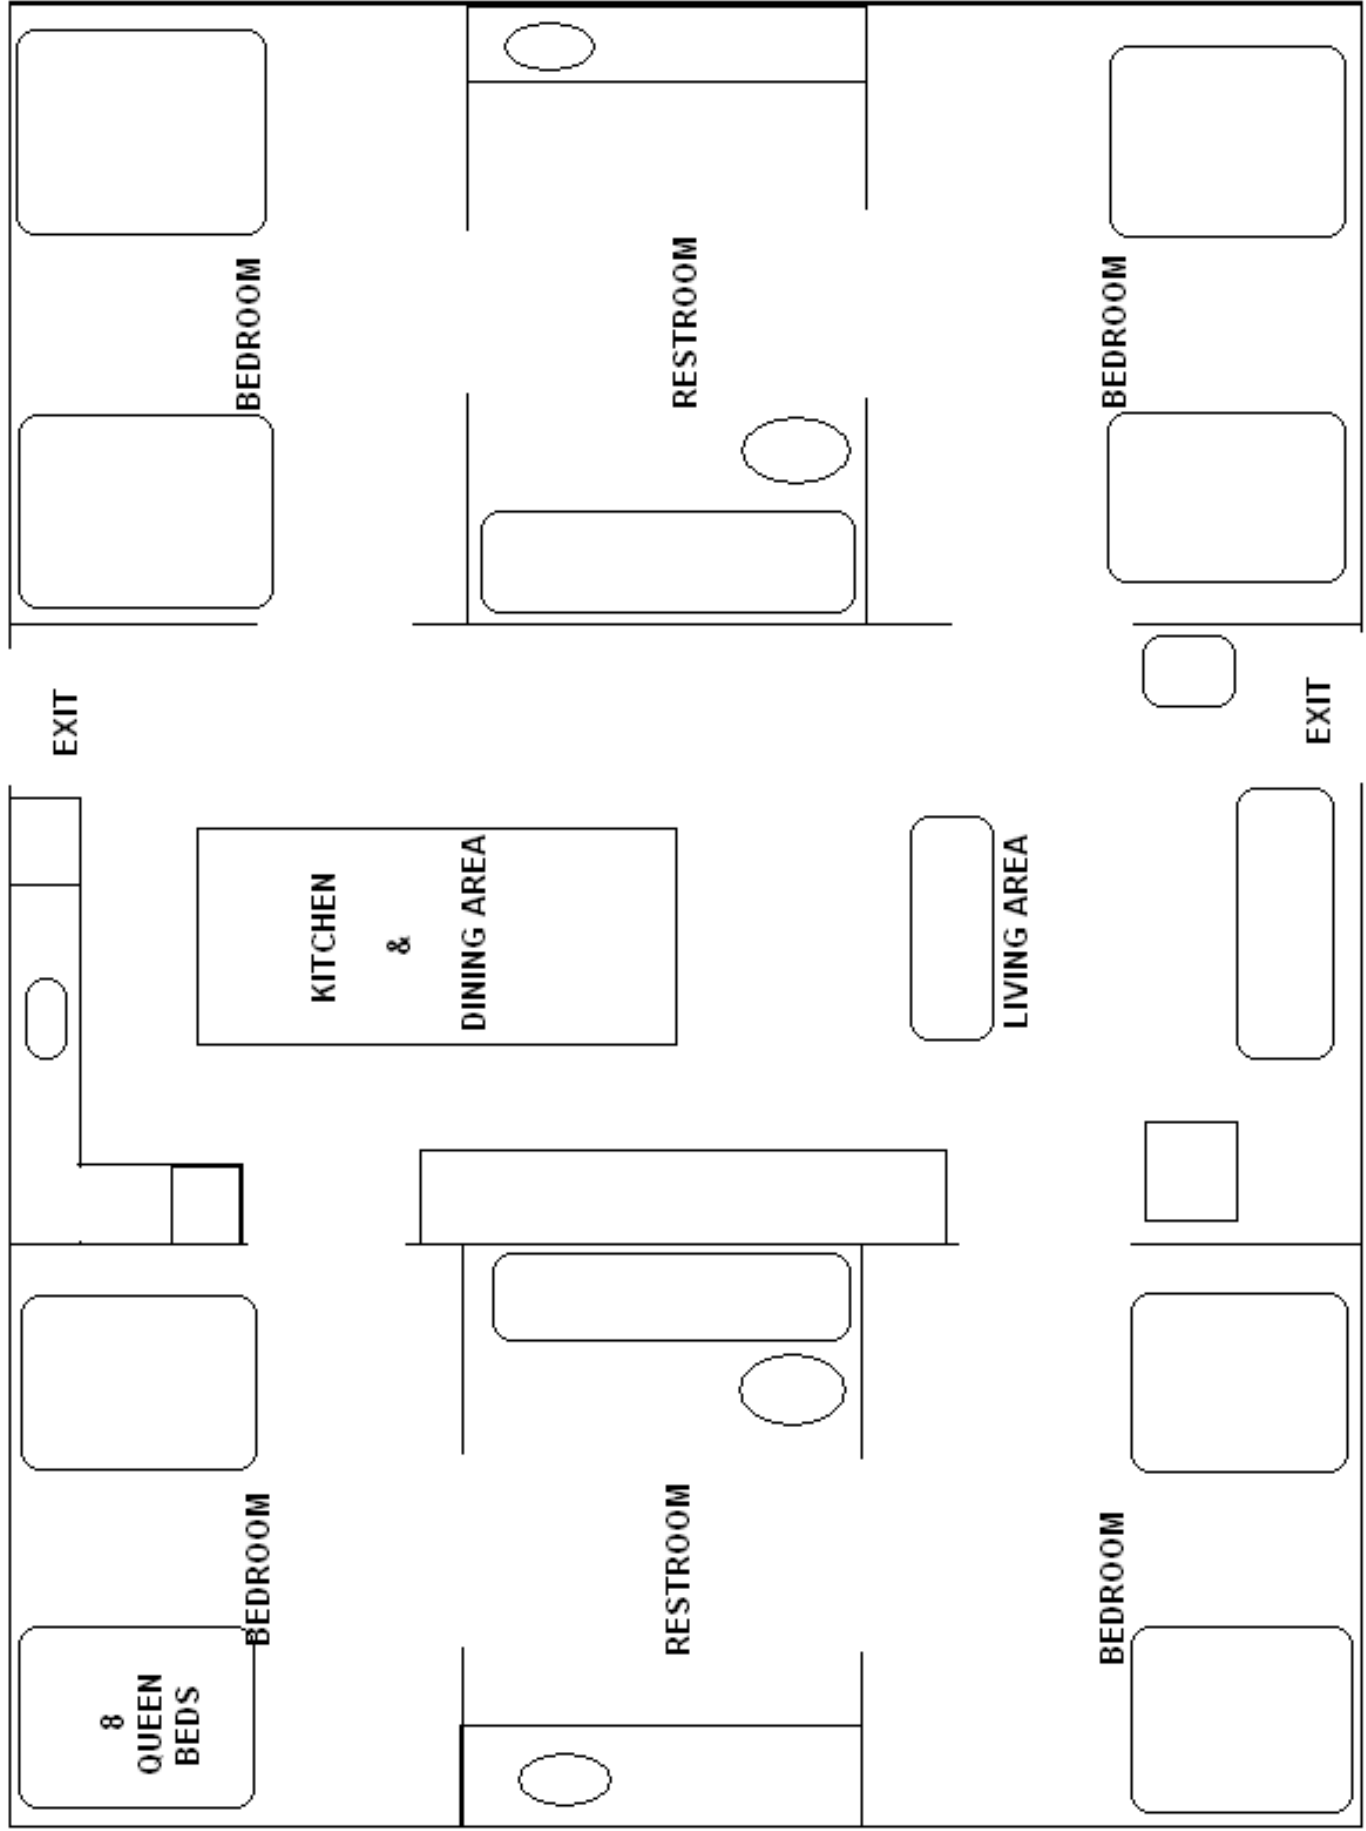 EXIT
8
QUEEN
BEDS
BEDROOM
BEDROOM
KITCHEN
&
DINING AREA
RESTROOM
RESTROOM
LIVING AREA
BEDROOM
BEDROOM
EXIT